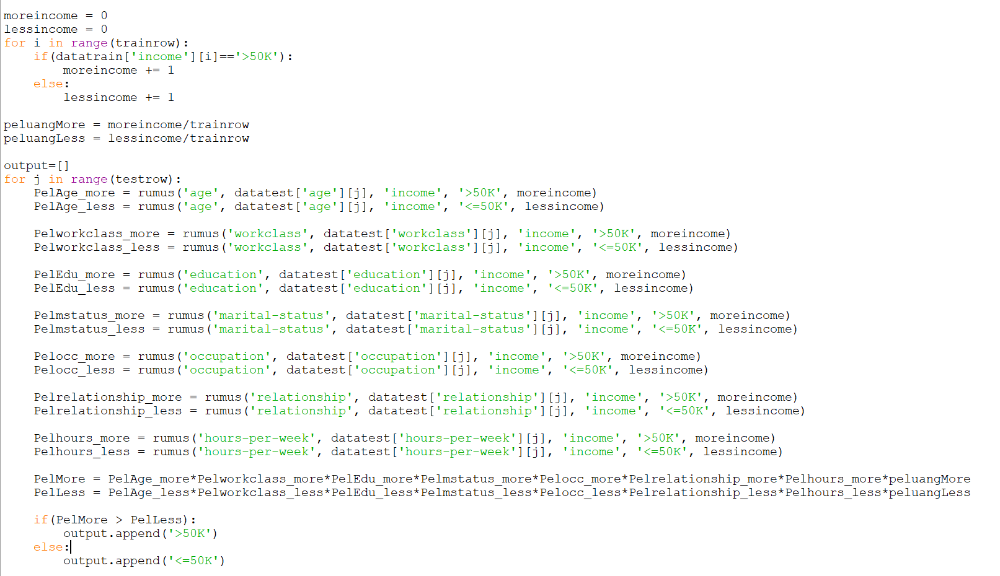 moreincome = 0
lessincome = 0
for i in range(trainrow):
    if(datatrain['income'][i]=='>50K'):
        moreincome += 1
    else:
        lessincome += 1

peluangMore = moreincome/trainrow
peluangLess = lessincome/trainrow

output=[]
for j in range(testrow):
    PelAge_more = rumus('age', datatest['age'][j], 'income', '>50K', moreincome)
    PelAge_less = rumus('age', datatest['age'][j], 'income', '<=50K', lessincome)

    Pelworkclass_more = rumus('workclass', datatest['workclass'][j], 'income', '>50K', moreincome)
    Pelworkclass_less = rumus('workclass', datatest['workclass'][j], 'income', '<=50K', lessincome)

    PelEdu_more = rumus('education', datatest['education'][j], 'income', '>50K', moreincome)
    PelEdu_less = rumus('education', datatest['education'][j], 'income', '<=50K', lessincome)

    Pelmstatus_more = rumus('marital-status', datatest['marital-status'][j], 'income', '>50K', moreincome)
    Pelmstatus_less = rumus('marital-status', datatest['marital-status'][j], 'income', '<=50K', lessincome)

    Pelocc_more = rumus('occupation', datatest['occupation'][j], 'income', '>50K', moreincome)
    Pelocc_less = rumus('occupation', datatest['occupation'][j], 'income', '<=50K', lessincome)

    Pelrelationship_more = rumus('relationship', datatest['relationship'][j], 'income', '>50K', moreincome)
    Pelrelationship_less = rumus('relationship', datatest['relationship'][j], 'income', '<=50K', lessincome)

    Pelhours_more = rumus('hours-per-week', datatest['hours-per-week'][j], 'income', '>50K', moreincome)
    Pelhours_less = rumus('hours-per-week', datatest['hours-per-week'][j], 'income', '<=50K', lessincome)

    PelMore = PelAge_more*Pelworkclass_more*PelEdu_more*Pelmstatus_more*Pelocc_more*Pelrelationship_more*Pelhours_more*peluangMore
    PelLess = PelAge_less*Pelworkclass_less*PelEdu_less*Pelmstatus_less*Pelocc_less*Pelrelationship_less*Pelhours_less*peluangLess

    if(PelMore > PelLess):
        output.append('>50K')
    else:
        output.append('<=50K')